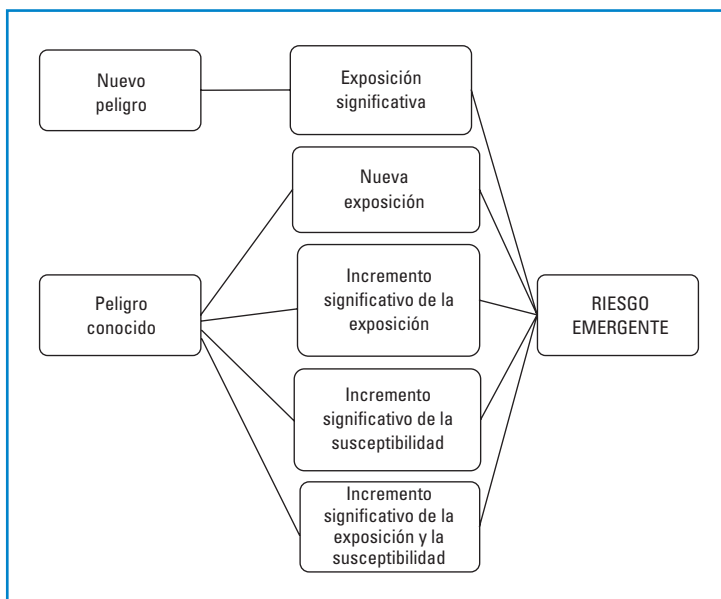 Nuevo
peligro
Exposición
significativa
Nueva
exposición
Peligro
conocido
Incremento
significativo de la
exposición
RIESGO
EMERGENTE
Incremento
significativo de la
susceptibilidad
Incremento
significativo de la
exposición y la
susceptibilidad